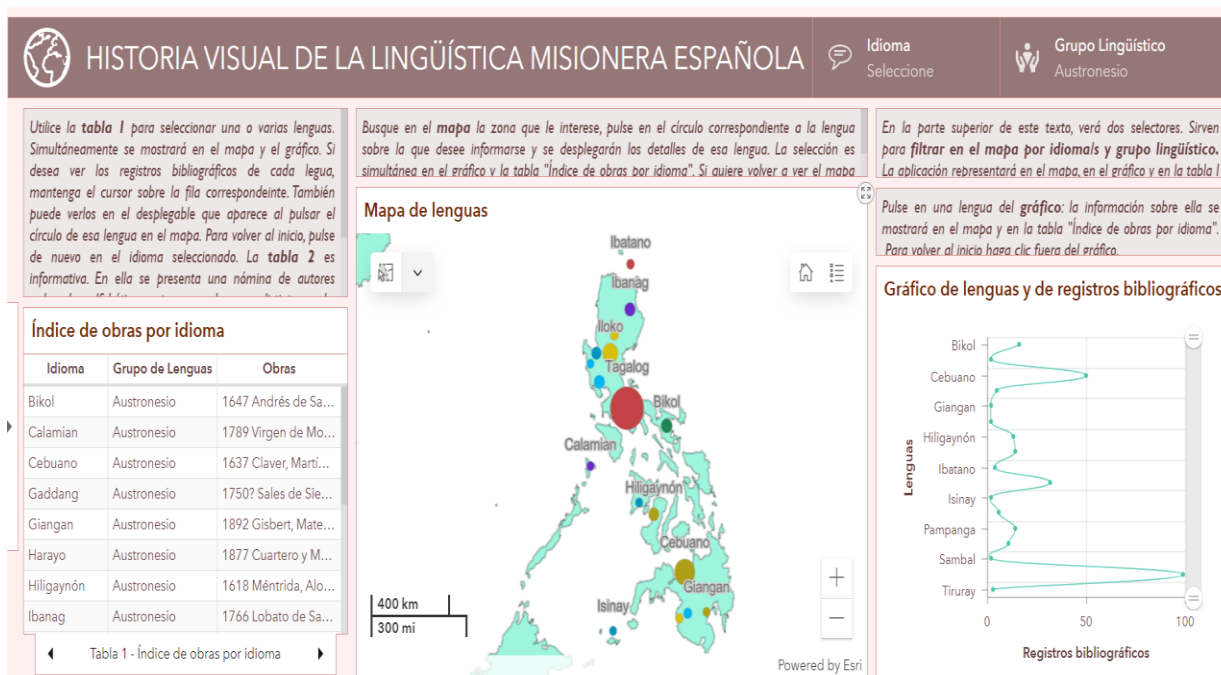 HISTORIA VISUAL DE LA LINGÜÍSTICA MISIONERA ESPAÑOLA
Idioma
Seleccione
Grupo Lingüístico
Austronesio
Utilice la tabla 1 para seleccionar una o varias lenguas.
Simultáneamente se mostrará en el mapa y el gráfico. Si
desea ver los registros bibliográficos de cada legua,
mantenga el cursor sobre la fila correspondeinte. También
puede verlos en el desplegable que aparece al pulsar el
círculo de esa lengua en el mapa. Para volver al inicio, pulse
de nuevo en el idioma seleccionado. La tabla 2 es
informativa. En ella se presenta una nómina de autores
Índice de obras por idioma
Idioma Grupo de Lenguas Obras
Bikol Austronesio 1647 Andrés de Sa...
Calamian Austronesio 1789 Virgen de Mo...
Cebuano Austronesio 1637 Claver, Martí...
Gaddang Austronesio 1750? Sales de Sie...
Giangan Austronesio 1892 Gisbert, Mate...
Harayo Austronesio 1877 Cuartero y M...
Hiligaynón Austronesio 1618 Méntrida, Alo...
Ibanag Austronesio 1766 Lobato de Sa...
Tabla 1 - Índice de obras por idioma
Busque en el mapa la zona que le interese, pulse en el círculo correspondiente a la lengua
sobre la que desee informarse y se desplegarán los detalles de esa lengua. La selección es
simultánea en el gráfico y la tabla "Índice de obras por idioma". Si quiere volver a ver el mapa
Mapa de lenguas
Ibatano
Ibanag
Iloko
Tagalog
Bikol
Calamian
Hiligaynón
Cebuano
Giangan
Isinay
400 km
300 mi
+
−
Powered by Esri
En la parte superior de este texto, verá dos selectores. Sirven
para filtrar en el mapa por idioma/s y grupo lingüístico.
La aplicación representará en el mapa, en el gráfico y en la tabla 1
Pulse en una lengua del gráfico: la información sobre ella se
mostrará en el mapa y en la tabla "Índice de obras por idioma".
Para volver al inicio haga clic fuera del gráfico.
Gráfico de lenguas y de registros bibliográficos
Lenguas
Bikol
Cebuano
Giangan
Hiligaynón
Ibatano
Isinay
Pampanga
Sambal
Tiruray
0 50 100
Registros bibliográficos